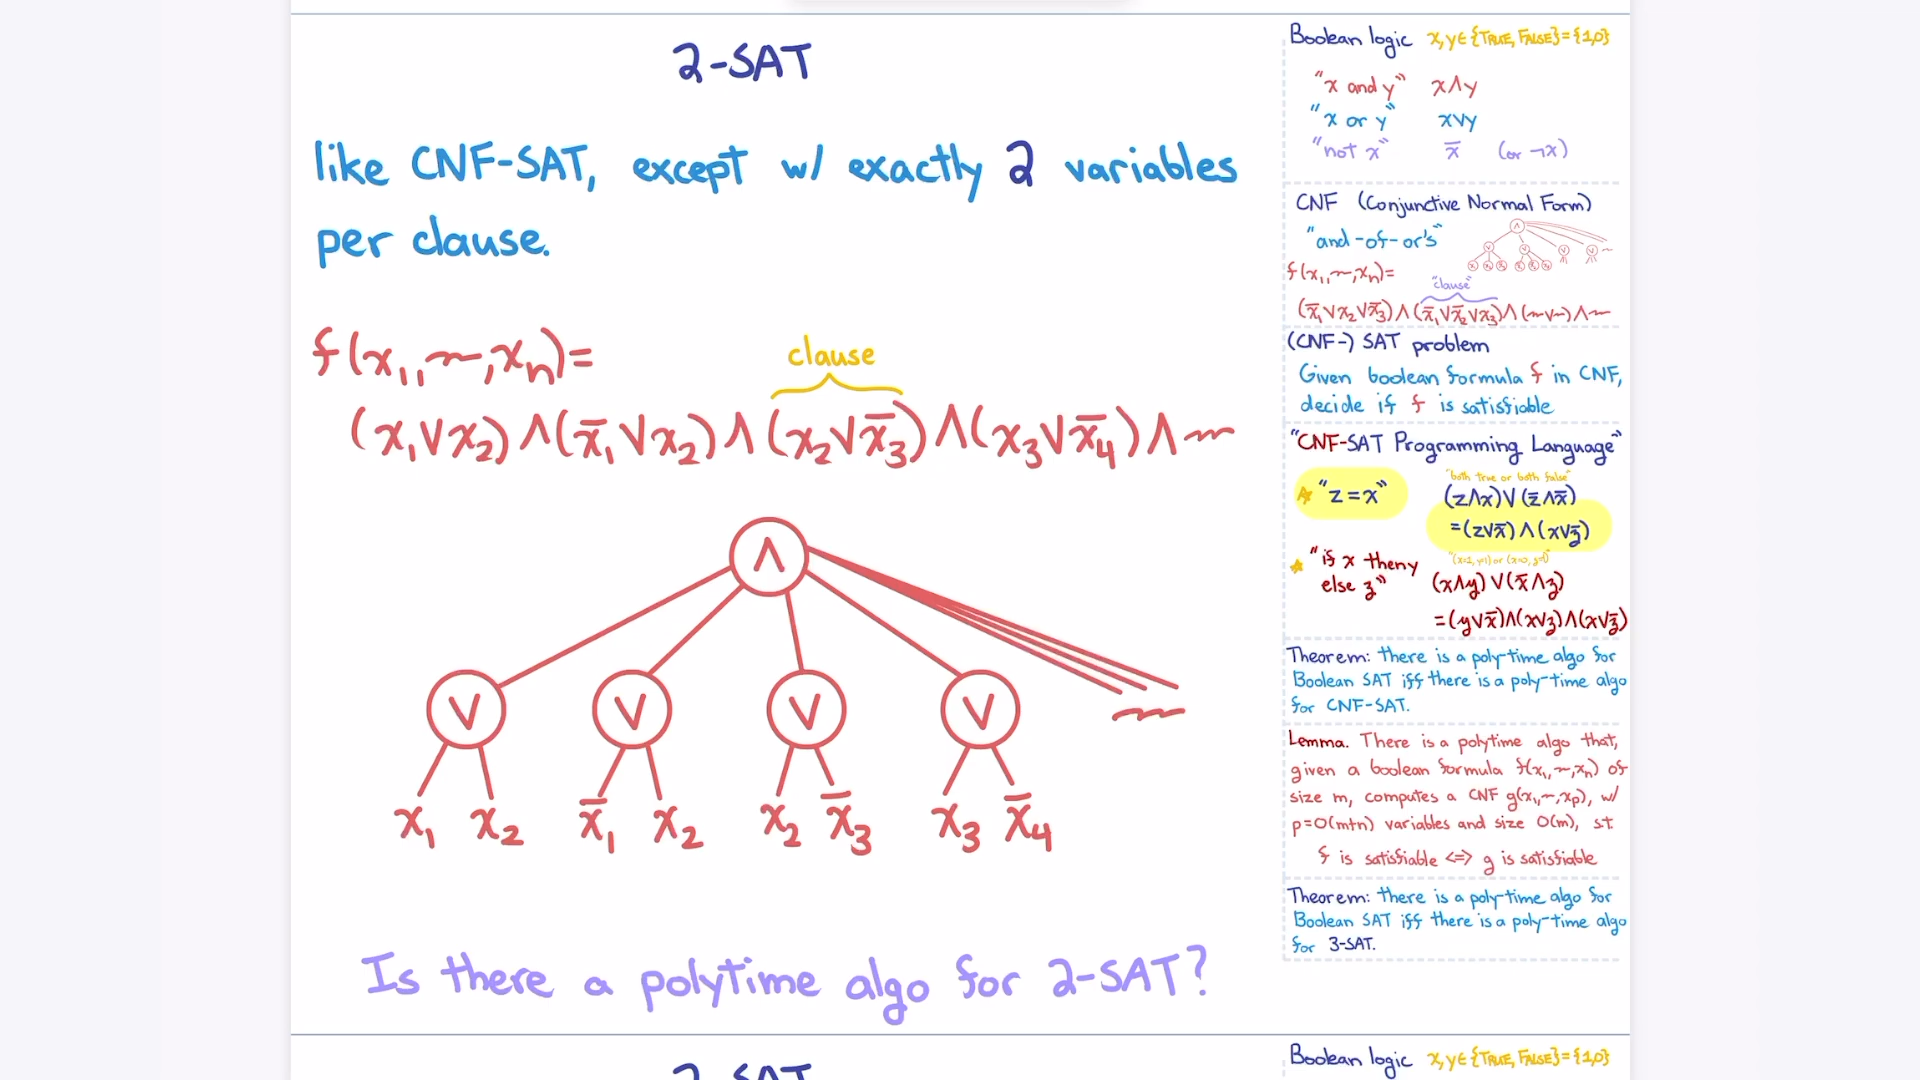 2-SAT
like CNF-SAT, except w/ exactly 2 variables
per clause.
f(x₁,~,xₙ)=
clause
(x₁∨x₂)∧(x̄₁∨x₂)∧(x₂∨x̄₃)∧(x₃∨x̄₄)∧~
∧
∨ ∨ ∨ ∨ ~
x₁ x₂ x̄₁ x₂ x₂ x̄₃ x₃ x̄₄
Is there a polytime algo for 2-SAT?
Boolean logic x,y∈{TRUE, FALSE}={1,0}
"x and y" x∧y
"x or y" x∨y
"not x" x̄ (or ¬x)
CNF (Conjunctive Normal Form)
"and-of-or's"
f(x₁,~,xₙ)=
"clause"
(x̄₁∨x₂∨x̄₃)∧(x̄₁∨x̄₂∨x₃)∧(~∨~)∧~
(CNF-) SAT problem
Given boolean formula f in CNF,
decide if f is satisfiable
"CNF-SAT Programming Language"
"both true or both false"
"z=x" (z∧x)∨(z̄∧x̄)
=(z∨x̄)∧(x∨z̄)
"if x then y
else z"
(x∧y)∨(x̄∧z)
=(y∨x̄)∧(x∨z)∧(x∨z̄)
Theorem: there is a poly-time algo for
Boolean SAT iff there is a poly-time algo
for CNF-SAT.
Lemma. There is a polytime algo that,
given a boolean formula f(x₁,~,xₙ) of
size m, computes a CNF g(x₁,~,xₚ), w/
p=O(m+n) variables and size O(m), s.t.
f is satisfiable <=> g is satisfiable
Theorem: there is a poly-time algo for
Boolean SAT iff there is a poly-time algo
for 3-SAT.
2-SAT
Boolean logic x,y∈{TRUE, FALSE}={1,0}